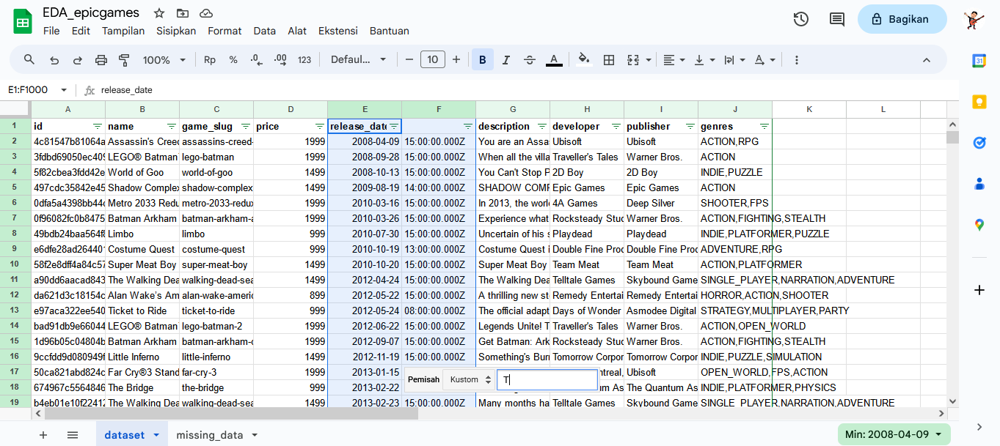 EDA_epicgames
File Edit Tampilan Sisipkan Format Data Alat Ekstensi Bantuan
Bagikan
100% Rp % .0 .00 123 Defaul... 10 B I A
31
E1:F1000 fx release_date
A B C D E F G H I J K L
1 id name game_slug price release_date description developer publisher genres
2 4c81547b81064a Assassin's Creed assassins-creed- 1999 2008-04-09 15:00:00.000Z You are an Assa Ubisoft Ubisoft ACTION,RPG
3 3fdbd69050ec409 LEGO® Batman lego-batman 1999 2008-09-28 15:00:00.000Z When all the villa Traveller's Tales Warner Bros. ACTION
4 5f82cbea3fdd42e World of Goo world-of-goo 1499 2008-10-13 15:00:00.000Z You Can't Stop P 2D Boy 2D Boy INDIE,PUZZLE
5 497cdc35842e45 Shadow Complex shadow-complex 1499 2009-08-19 14:00:00.000Z SHADOW COMP Epic Games Epic Games ACTION
6 0dfa5a4398bb44 Metro 2033 Redu metro-2033-redux 1999 2010-03-16 15:00:00.000Z In 2013, the world 4A Games Deep Silver SHOOTER,FPS
7 0f96082fc0b8475 Batman Arkham batman-arkham-a 1999 2010-03-26 15:00:00.000Z Experience what Rocksteady Stud Warner Bros. ACTION,FIGHTING,STEALTH
8 49bdb24baa564f Limbo limbo 999 2010-07-30 15:00:00.000Z Uncertain of his s Playdead Playdead INDIE,PLATFORMER,PUZZLE
9 e6dfe28ad264401 Costume Quest costume-quest 999 2010-10-19 13:00:00.000Z Costume Quest i Double Fine Prod Double Fine Prod ADVENTURE,RPG
10 58f2e8dff4a84c57 Super Meat Boy super-meat-boy 1499 2010-10-20 15:00:00.000Z Super Meat Boy Team Meat Team Meat ACTION,PLATFORMER
11 a90dd6aacad843 The Walking Dea walking-dead-sea 1499 2012-04-24 15:00:00.000Z The Walking Dea Telltale Games Skybound Game SINGLE_PLAYER,NARRATION,ADVENTURE
12 da621d3c18154c Alan Wake's Am alan-wake-americ 899 2012-05-22 15:00:00.000Z A thrilling new st Remedy Entertai Remedy Entertai HORROR,ACTION,SHOOTER
13 e97aca322ee540 Ticket to Ride ticket-to-ride 999 2012-05-24 08:00:00.000Z The official adapt Days of Wonder Asmodee Digital STRATEGY,MULTIPLAYER,PARTY
14 bad91db9e66044 LEGO® Batman lego-batman-2 1999 2012-06-22 15:00:00.000Z Legends Unite! T Traveller's Tales Warner Bros. ACTION,OPEN_WORLD
15 1d96b05c04804b Batman Arkham batman-arkham-c 1999 2012-09-07 15:00:00.000Z Get Batman: Ark Rocksteady Stud Warner Bros. ACTION,FIGHTING,STEALTH
16 9ccfdd9d080949f Little Inferno little-inferno 1499 2012-11-19 15:00:00.000Z Something's Burn Tomorrow Corpor Tomorrow Corpor INDIE,PUZZLE,SIMULATION
17 50ca821abd824c Far Cry®3 Stand far-cry-3 1999 2013-01-15 ntreal, Ubisoft OPEN_WORLD,FPS,ACTION
Pemisah Kustom T
18 674967c5564846 The Bridge the-bridge 999 2013-02-22 m As The Quantum As INDIE,PLATFORMER,PHYSICS
19 b4eb01e10f22412 The Walking Dea walking-dead-sea 1499 2013-02-23 15:00:00.000Z Many months ha Telltale Games Skybound Game SINGLE_PLAYER,NARRATION,ADVENTURE
dataset missing_data Min: 2008-04-09